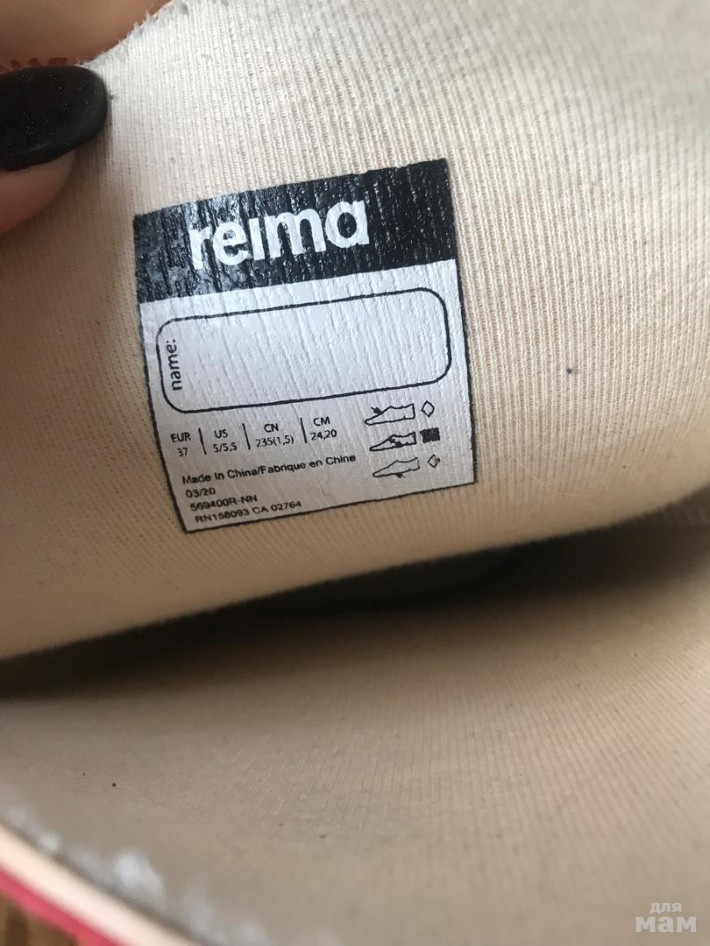 reima
name:
EUR | US | CN | CM
37 | 5/5,5 | 235(1,5) | 24,20
Made in China/Fabrique en Chine
03/20
569400R-NN
RN158093 CA 02764
для
мам